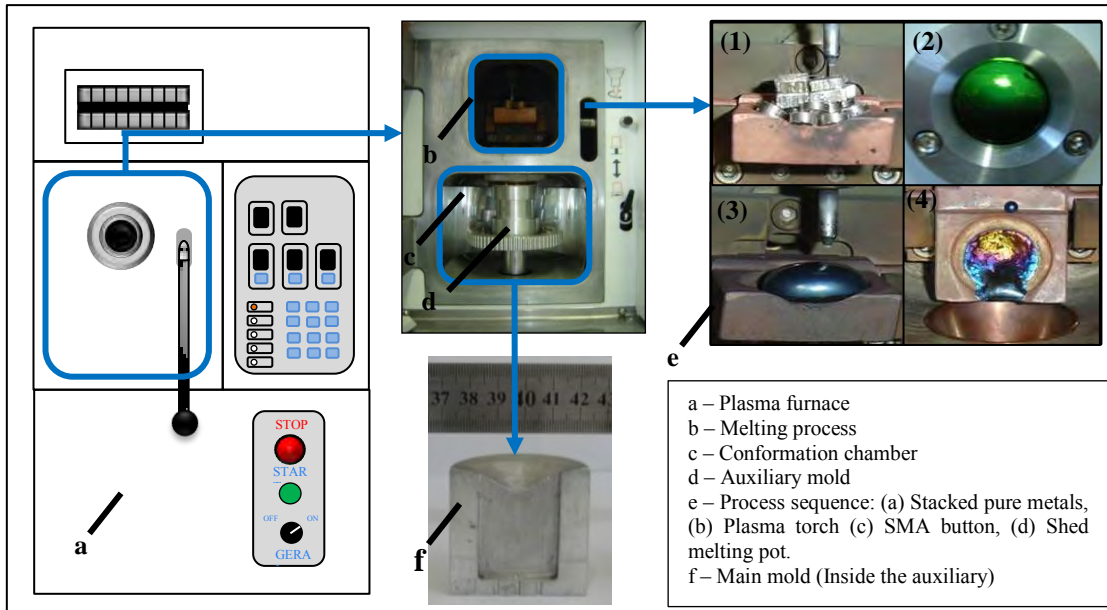 (1)
(2)
b
c
d
(3)
(4)
e
37 38 39 40 41 42 43
STOP
STAR
OFF ON
GERA
a
f
a – Plasma furnace
b – Melting process
c – Conformation chamber
d – Auxiliary mold
e – Process sequence: (a) Stacked pure metals,
(b) Plasma torch (c) SMA button, (d) Shed
melting pot.
f – Main mold (Inside the auxiliary)